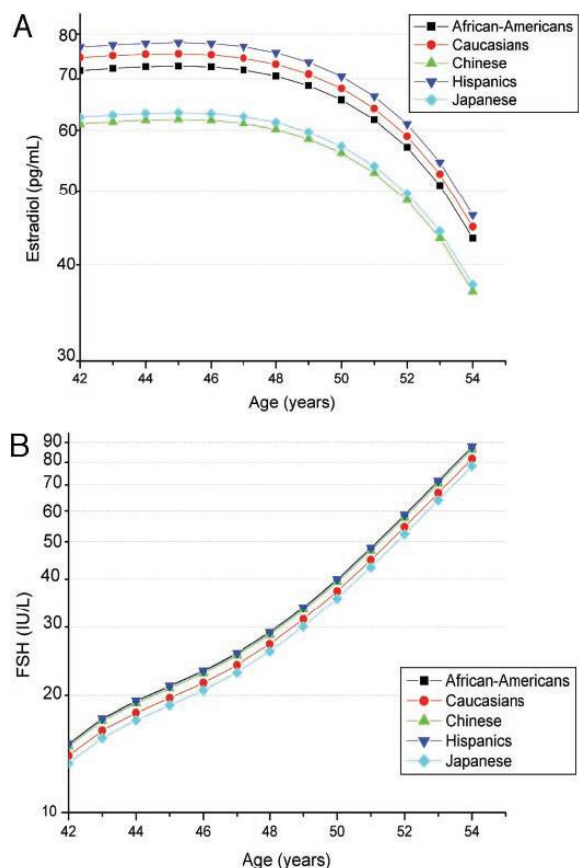 A
African-Americans
Caucasians
Chinese
Hispanics
Japanese
Estradiol (pg/mL)
80
70
60
50
40
30
42 44 46 48 50 52 54
Age (years)
B
FSH (IU/L)
90
80
70
60
50
40
30
20
10
African-Americans
Caucasians
Chinese
Hispanics
Japanese
42 44 46 48 50 52 54
Age (years)